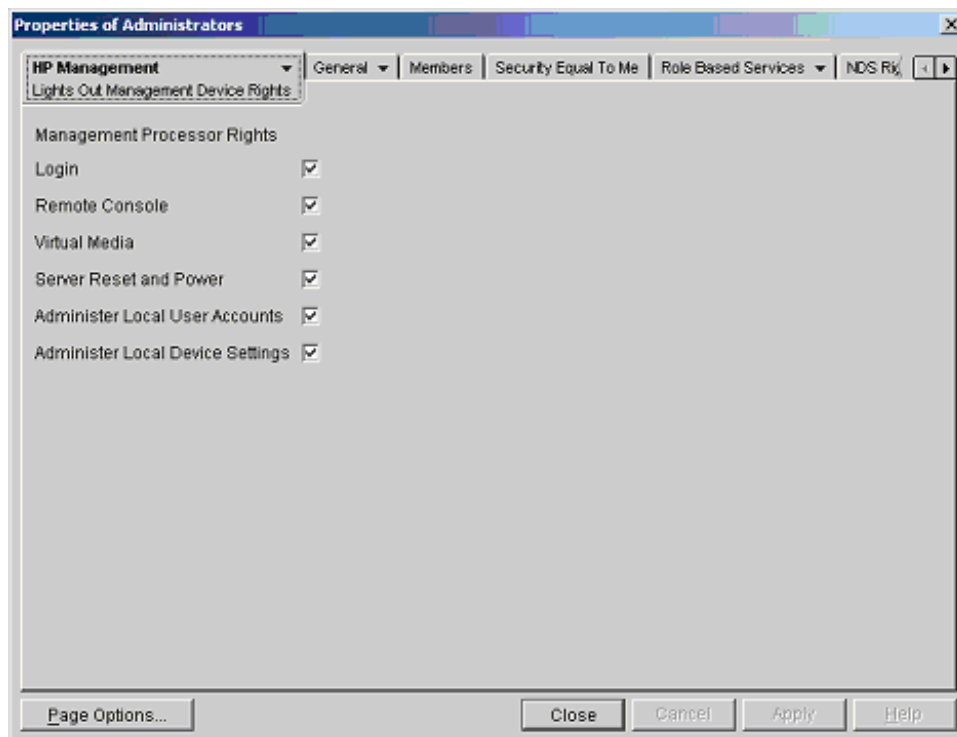 Properties of Administrators
HP Management General Members Security Equal To Me Role Based Services NDS
Lights Out Management Device Rights
Management Processor Rights
Login
Remote Console
Virtual Media
Server Reset and Power
Administer Local User Accounts
Administer Local Device Settings
Page Options... Close Cancel Apply Help